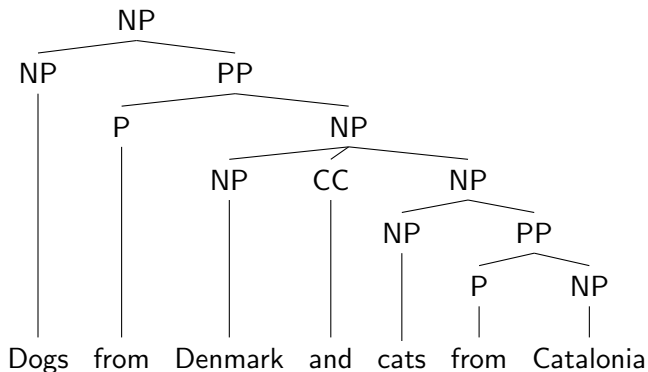 NP
NP PP
P NP
NP CC NP
NP PP
P NP
Dogs from Denmark and cats from Catalonia